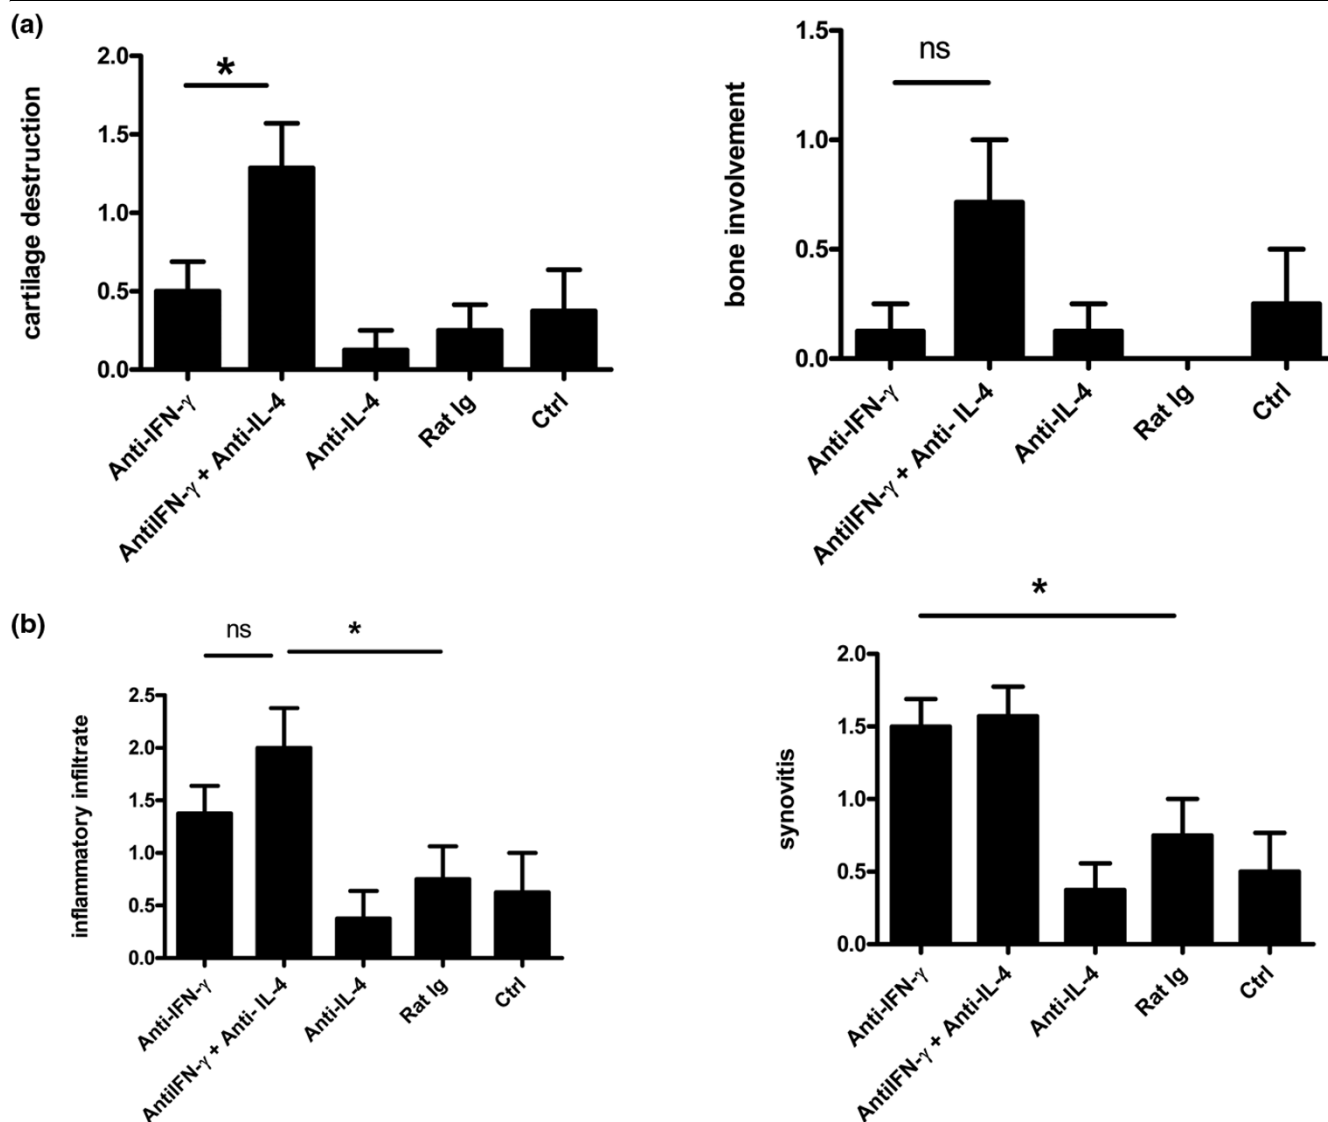 (a)
cartilage destruction
2.0
1.5
1.0
0.5
0.0
*
Anti-IFN-γ
AntiIFN-γ + Anti-IL-4
Anti-IL-4
Rat Ig
Ctrl
bone involvement
1.5
1.0
0.5
0.0
ns
Anti-IFN-γ
AntiIFN-γ + Anti- IL-4
Anti-IL-4
Rat Ig
Ctrl
(b)
inflammatory infiltrate
2.5
2.0
1.5
1.0
0.5
0.0
ns
*
Anti-IFN-γ
AntiIFN-γ + Anti- IL-4
Anti-IL-4
Rat Ig
Ctrl
synovitis
2.0
1.5
1.0
0.5
0.0
*
Anti-IFN-γ
AntiIFN-γ + Anti-IL-4
Anti-IL-4
Rat Ig
Ctrl